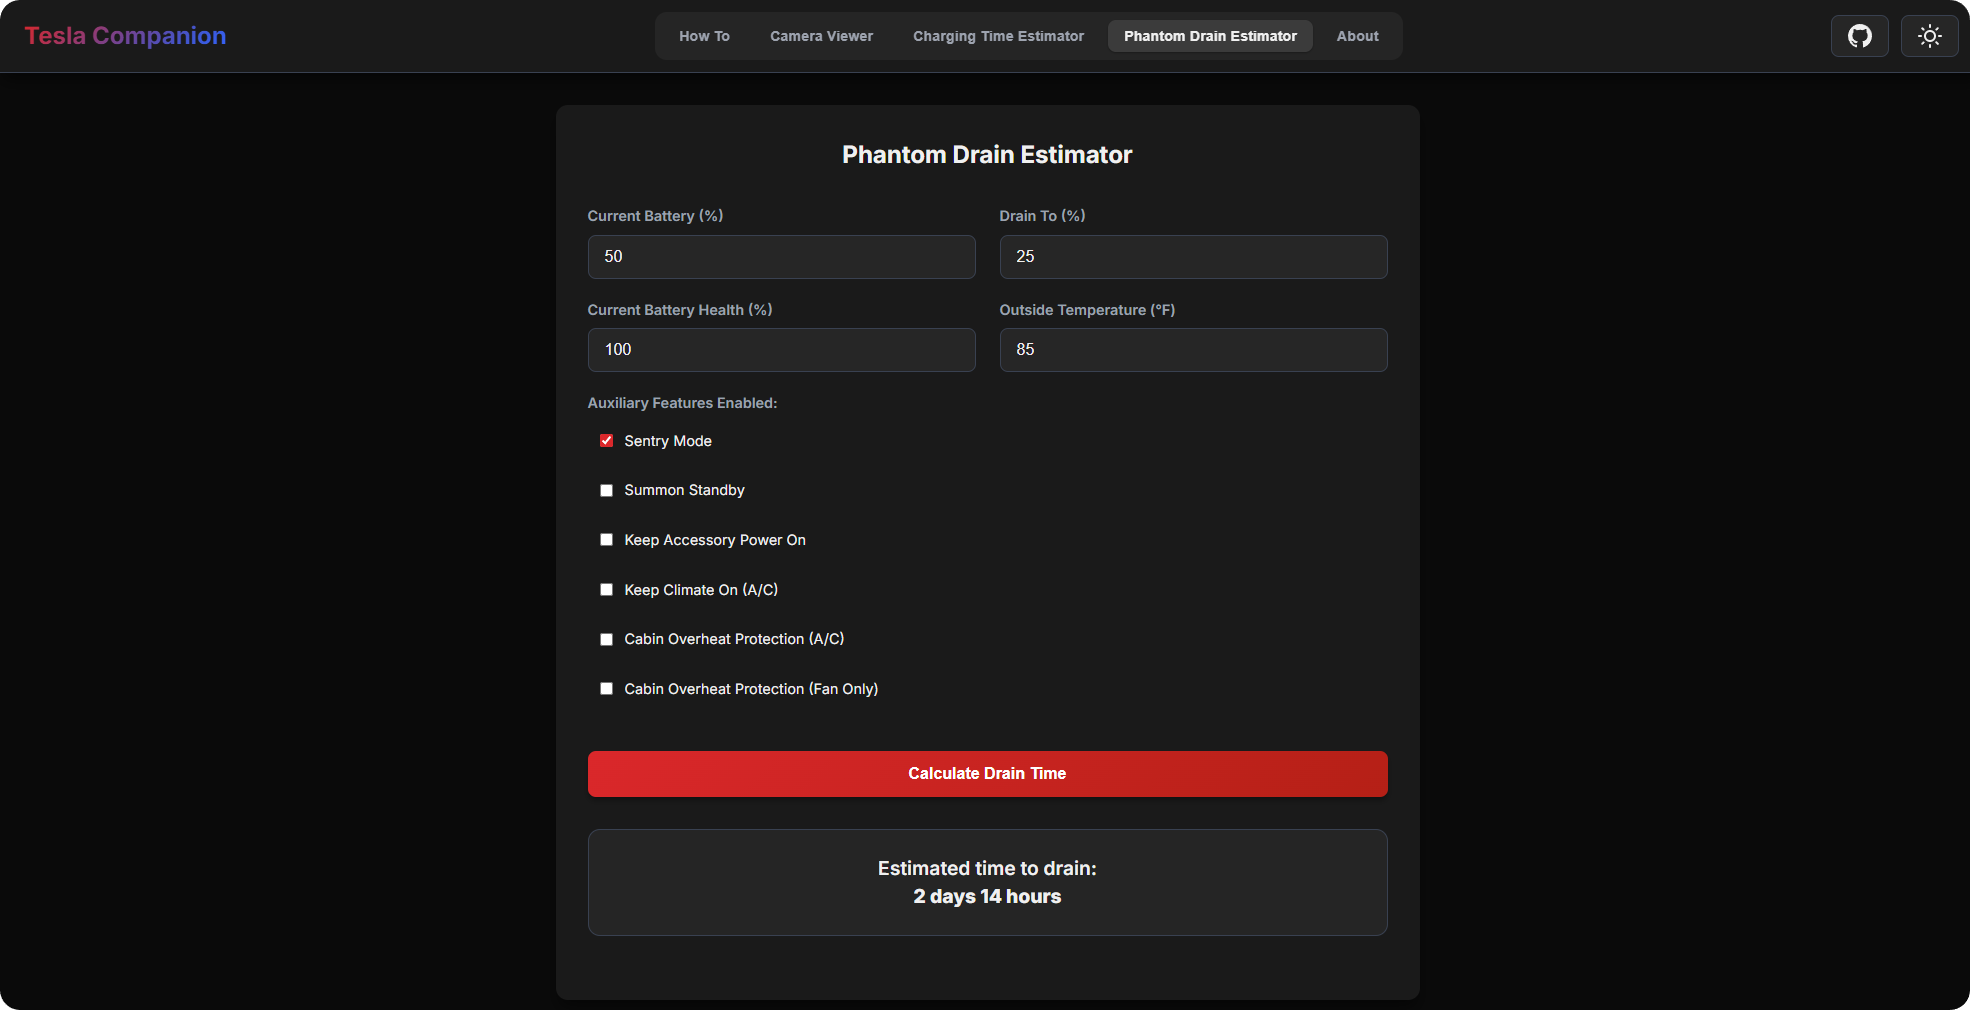 Tesla Companion
How To
Camera Viewer
Charging Time Estimator
Phantom Drain Estimator
About
Phantom Drain Estimator
Current Battery (%)
Drain To (%)
50
25
Current Battery Health (%)
Outside Temperature (°F)
100
85
Auxiliary Features Enabled:
Sentry Mode
Summon Standby
Keep Accessory Power On
Keep Climate On (A/C)
Cabin Overheat Protection (A/C)
Cabin Overheat Protection (Fan Only)
Calculate Drain Time
Estimated time to drain:
2 days 14 hours